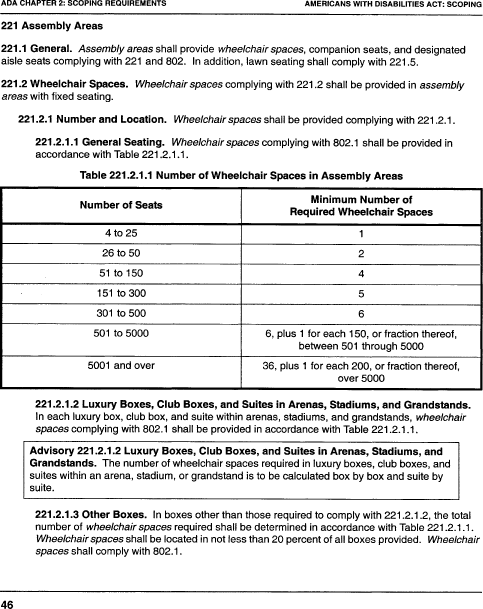 ADA CHAPTER 2: SCOPING REQUIREMENTS AMERICANS WITH DISABILITIES ACT: SCOPING
221 Assembly Areas
221.1 General. Assembly areas shall provide wheelchair spaces, companion seats, and designated
aisle seats complying with 221 and 802. In addition, lawn seating shall comply with 221.5.
221.2 Wheelchair Spaces. Wheelchair spaces complying with 221.2 shall be provided in assembly
areas with fixed seating.
221.2.1 Number and Location. Wheelchair spaces shall be provided complying with 221.2.1.
221.2.1.1 General Seating. Wheelchair spaces complying with 802.1 shall be provided in
accordance with Table 221.2.1.1.
Table 221.2.1.1 Number of Wheelchair Spaces in Assembly Areas
Number of Seats Minimum Number of
Required Wheelchair Spaces
4 to 25 1
26 to 50 2
51 to 150 4
151 to 300 5
301 to 500 6
501 to 5000 6, plus 1 for each 150, or fraction thereof,
between 501 through 5000
5001 and over 36, plus 1 for each 200, or fraction thereof,
over 5000
221.2.1.2 Luxury Boxes, Club Boxes, and Suites in Arenas, Stadiums, and Grandstands.
In each luxury box, club box, and suite within arenas, stadiums, and grandstands, wheelchair
spaces complying with 802.1 shall be provided in accordance with Table 221.2.1.1.
Advisory 221.2.1.2 Luxury Boxes, Club Boxes, and Suites in Arenas, Stadiums, and
Grandstands. The number of wheelchair spaces required in luxury boxes, club boxes, and
suites within an arena, stadium, or grandstand is to be calculated box by box and suite by
suite.
221.2.1.3 Other Boxes. In boxes other than those required to comply with 221.2.1.2, the total
number of wheelchair spaces required shall be determined in accordance with Table 221.2.1.1.
Wheelchair spaces shall be located in not less than 20 percent of all boxes provided. Wheelchair
spaces shall comply with 802.1.
46